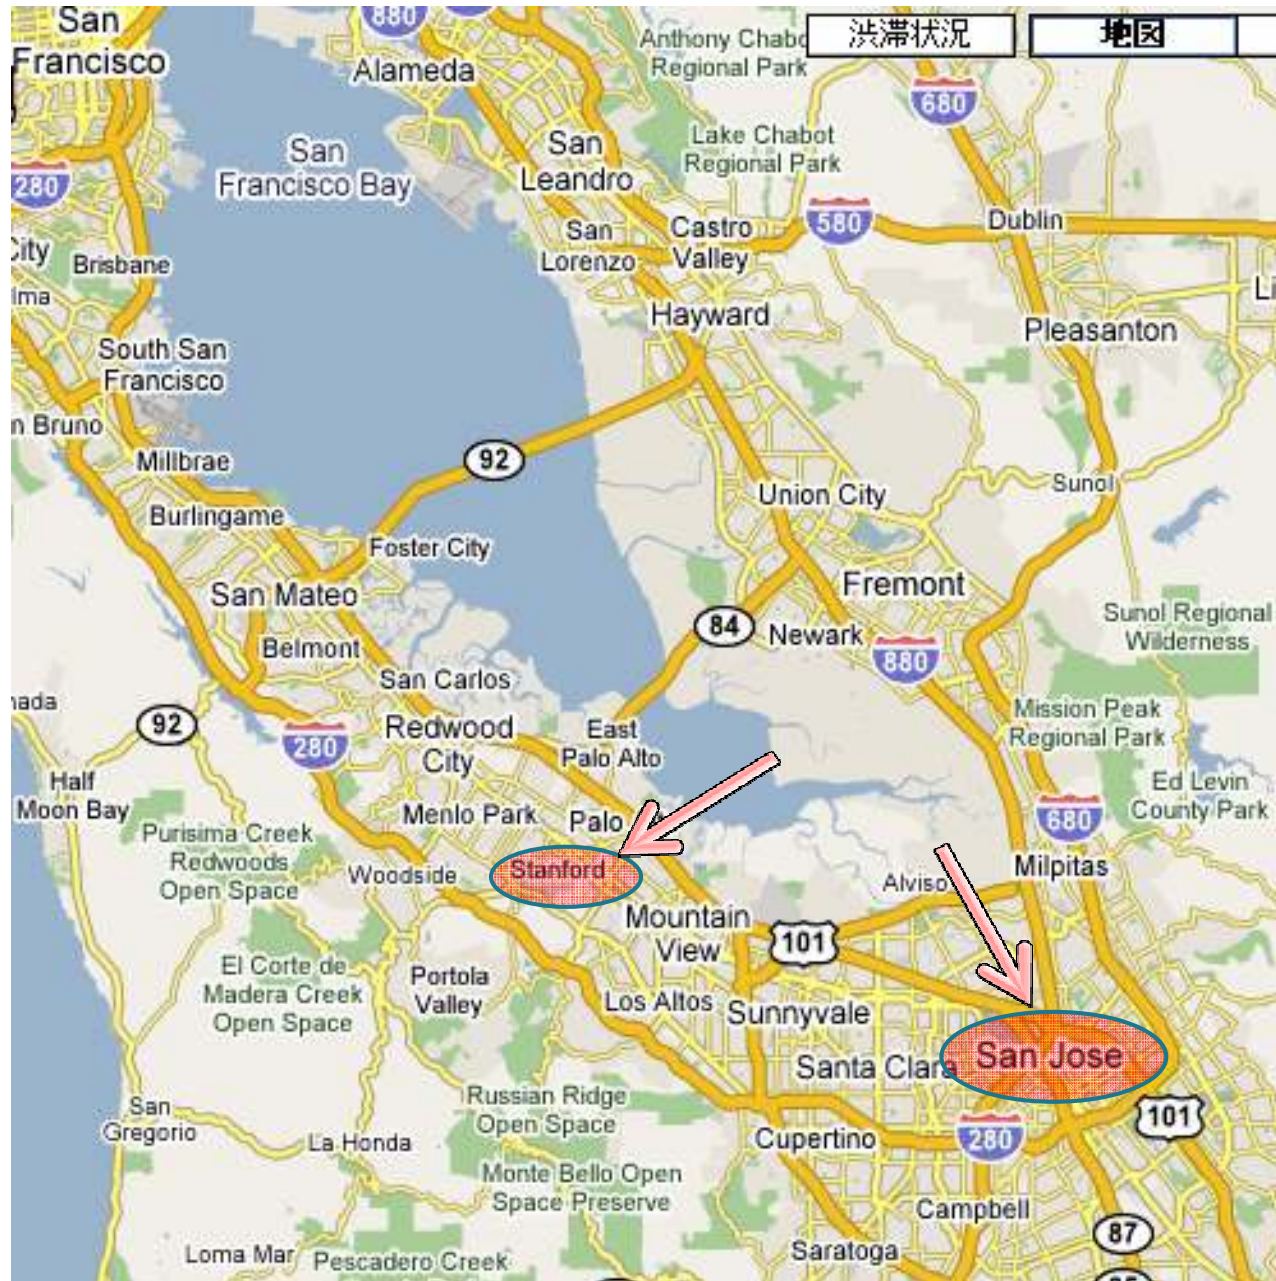 San
Francisco
880
Alameda
Anthony Chabo
Regional Park
渋滞状況
地図
680
San
Francisco Bay
San
Leandro
Lake Chabot
Regional Park
280
580
Dublin
San
Lorenzo
Castro
Valley
City
Brisbane
lma
Li
Hayward
Pleasanton
South San
Francisco
n Bruno
Millbrae
92
Sunol
Union City
Burlingame
Foster City
San Mateo
Fremont
84
Newark
Sunol Regional
Wilderness
Belmont
880
San Carlos
nada
92
280
Redwood
City
East
Palo Alto
Mission Peak
Regional Park
Half
Moon Bay
Ed Levin
County Park
Menlo Park
Palo
680
Purisima Creek
Redwoods
Open Space
Woodside
Stanford
Alviso
Milpitas
Mountain
View
101
El Corte de
Madera Creek
Open Space
Portola
Valley
Los Altos
Sunnyvale
Santa Clara
San Jose
Russian Ridge
Open Space
San
Gregorio
La Honda
Cupertino
280
101
Monte Bello Open
Space Preserve
Campbell
87
Loma Mar
Pescadero Creek
Saratoga